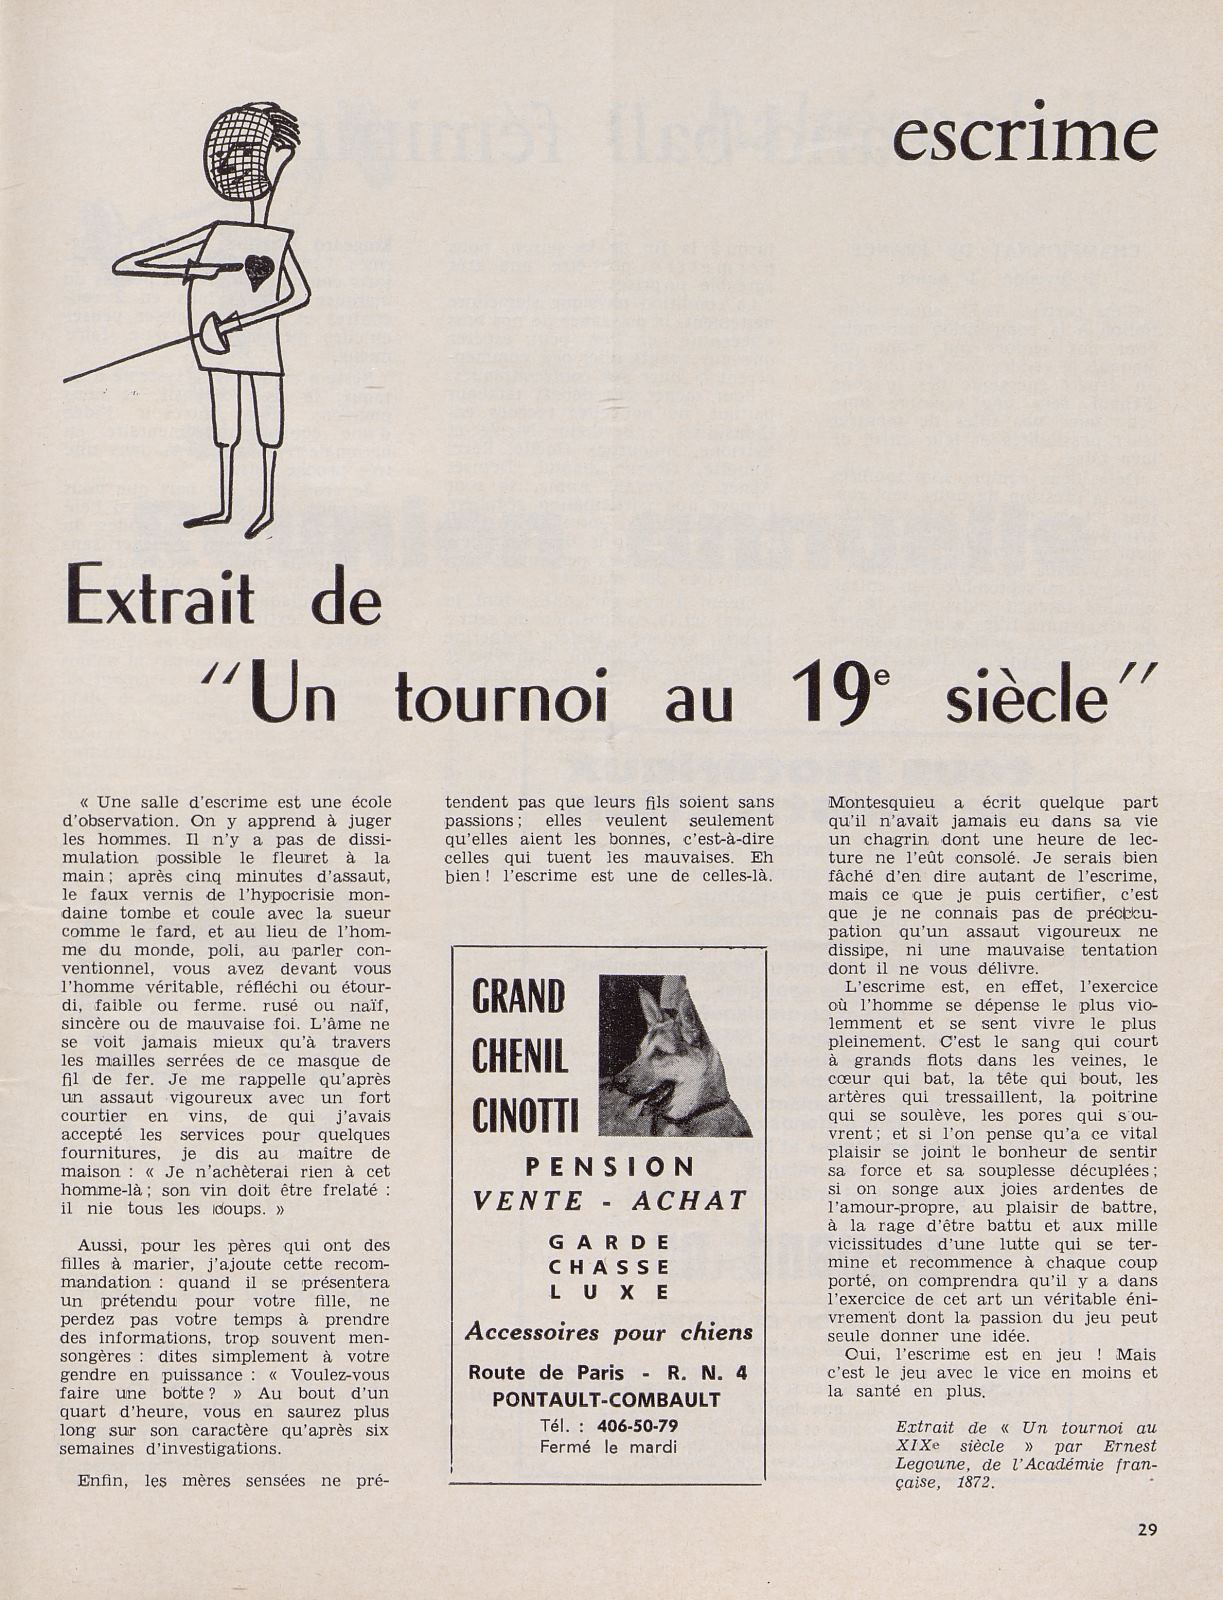 escrime
Extrait de
"Un tournoi au 19e siècle"
« Une salle d'escrime est une école
d'observation. On y apprend à juger
les hommes. Il n'y a pas de dissi-
mulation possible le fleuret à la
main ; après cinq minutes d'assaut,
le faux vernis de l'hypocrisie mon-
daine tombe et coule avec la sueur
comme le fard, et au lieu de l'hom-
me du monde, poli, au parler con-
ventionnel, vous avez devant vous
l'homme véritable, réfléchi ou étour-
di, faible ou ferme. rusé ou naïf,
sincère ou de mauvaise foi. L'âme ne
se voit jamais mieux qu'à travers
les mailles serrées de ce masque de
fil de fer. Je me rappelle qu'après
un assaut vigoureux avec un fort
courtier en vins, de qui j'avais
accepté les services pour quelques
fournitures, je dis au maître de
maison : « Je n'achèterai rien à cet
homme-là ; son vin doit être frelaté :
il nie tous les coups. »
Aussi, pour les pères qui ont des
filles à marier, j'ajoute cette recom-
mandation : quand il se présentera
un prétendu pour votre fille, ne
perdez pas votre temps à prendre
des informations, trop souvent men-
songères : dites simplement à votre
gendre en puissance : « Voulez-vous
faire une botte ? » Au bout d'un
quart d'heure, vous en saurez plus
long sur son caractère qu'après six
semaines d'investigations.
Enfin, les mères sensées ne pré-
tendent pas que leurs fils soient sans
passions ; elles veulent seulement
qu'elles aient les bonnes, c'est-à-dire
celles qui tuent les mauvaises. Eh
bien ! l'escrime est une de celles-là.
GRAND
CHENIL
CINOTTI
PENSION
VENTE - ACHAT
GARDE
CHASSE
LUXE
Accessoires pour chiens
Route de Paris - R. N. 4
PONTAULT-COMBAULT
Tél. : 406-50-79
Fermé le mardi
Montesquieu a écrit quelque part
qu'il n'avait jamais eu dans sa vie
un chagrin dont une heure de lec-
ture ne l'eût consolé. Je serais bien
fâché d'en dire autant de l'escrime,
mais ce que je puis certifier, c'est
que je ne connais pas de préoccu-
pation qu'un assaut vigoureux ne
dissipe, ni une mauvaise tentation
dont il ne vous délivre.
L'escrime est, en effet, l'exercice
où l'homme se dépense le plus vio-
lemment et se sent vivre le plus
pleinement. C'est le sang qui court
à grands flots dans les veines, le
cœur qui bat, la tête qui bout, les
artères qui tressaillent, la poitrine
qui se soulève, les pores qui s'ou-
vrent ; et si l'on pense qu'a ce vital
plaisir se joint le bonheur de sentir
sa force et sa souplesse décuplées ;
si on songe aux joies ardentes de
l'amour-propre, au plaisir de battre,
à la rage d'être battu et aux mille
vicissitudes d'une lutte qui se ter-
mine et recommence à chaque coup
porté, on comprendra qu'il y a dans
l'exercice de cet art un véritable éni-
vrement dont la passion du jeu peut
seule donner une idée.
Oui, l'escrime est en jeu ! Mais
c'est le jeu avec le vice en moins et
la santé en plus.
Extrait de « Un tournoi au
XIXe siècle » par Ernest
Legoune, de l'Académie fran-
çaise, 1872.
29